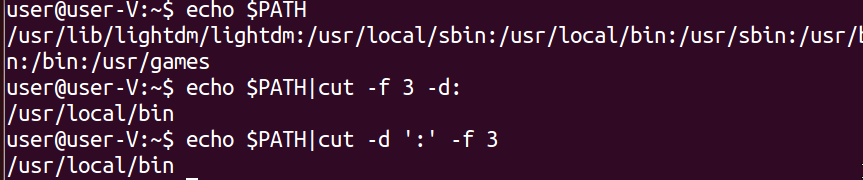 user@user-V:~$ echo $PATH
/usr/lib/lightdm/lightdm:/usr/local/sbin:/usr/local/bin:/usr/sbin:/usr/b
n:/bin:/usr/games
user@user-V:~$ echo $PATH|cut -f 3 -d:
/usr/local/bin
user@user-V:~$ echo $PATH|cut -d ':' -f 3
/usr/local/bin